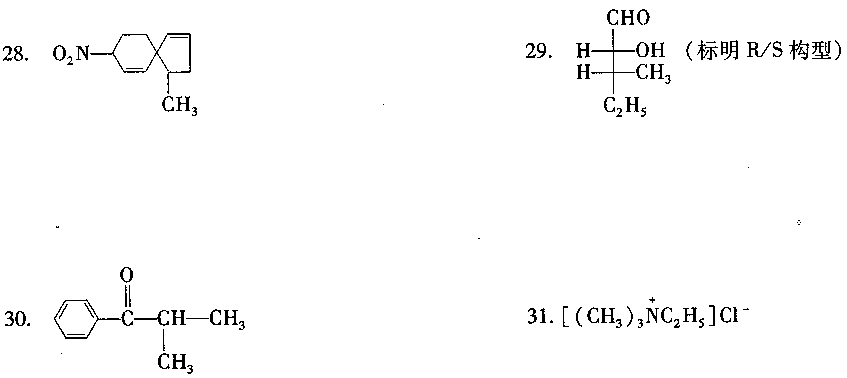 28. O₂N— CH₃
29. CHO
H—OH (标明 R/S 构型)
H—CH₃
C₂H₅
30. O
—C—CH—CH₃
CH₃
31. [(CH₃)₃N⁺C₂H₅]Cl⁻